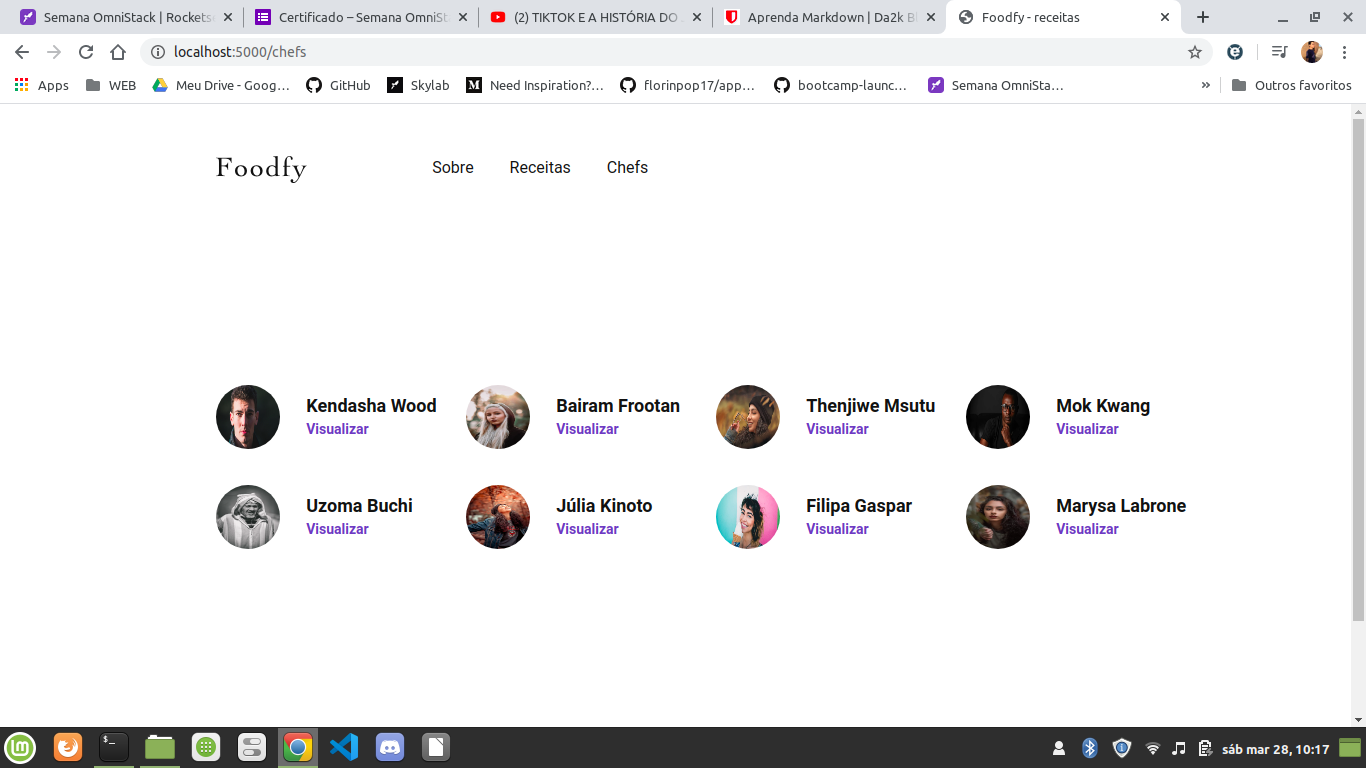 Semana OmniStack | Rockets
Certificado – Semana OmniSt
(2) TIKTOK E A HISTÓRIA DO
Aprenda Markdown | Da2k Bl
Foodfy - receitas
localhost:5000/chefs
Apps
WEB
Meu Drive - Goog…
GitHub
Skylab
Need Inspiration?…
florinpop17/app…
bootcamp-launc…
Semana OmniSta…
»
Outros favoritos
Foodfy
Sobre
Receitas
Chefs
Kendasha Wood
Visualizar
Bairam Frootan
Visualizar
Thenjiwe Msutu
Visualizar
Mok Kwang
Visualizar
Uzoma Buchi
Visualizar
Júlia Kinoto
Visualizar
Filipa Gaspar
Visualizar
Marysa Labrone
Visualizar
sáb mar 28, 10:17